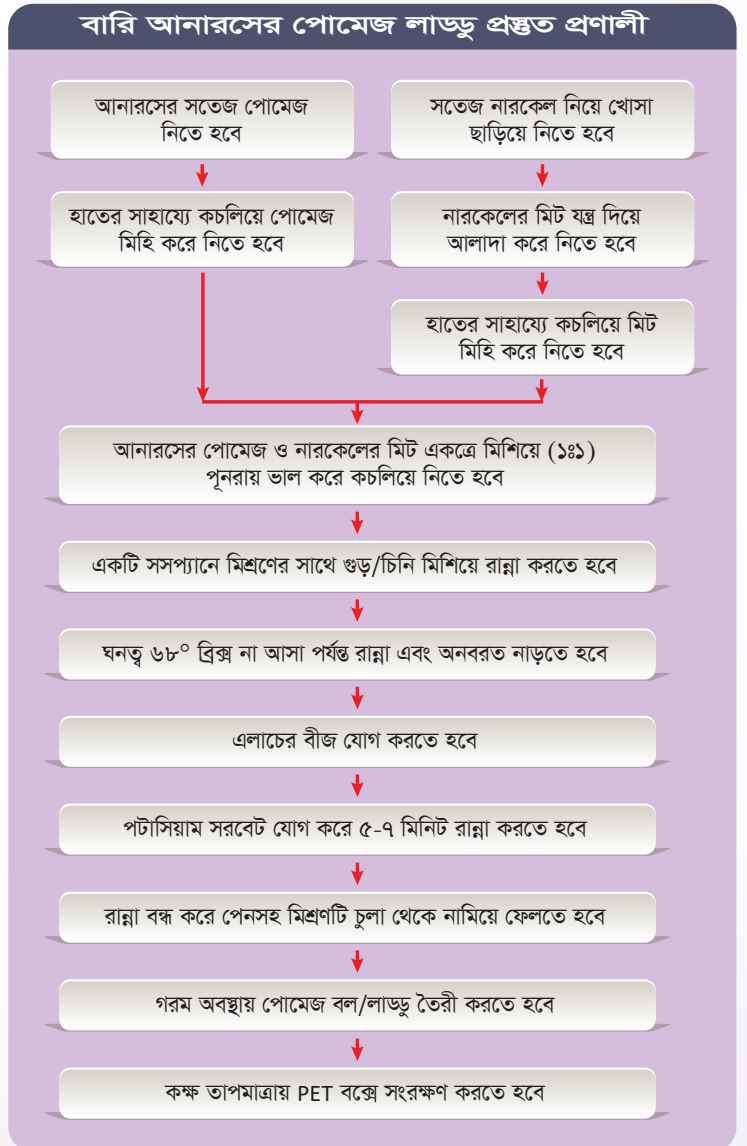 বারি আনারসের পোমেজ লাড্ডু প্রস্তুত প্রণালী
আনারসের সতেজ পোমেজ
নিতে হবে
সতেজ নারকেল নিয়ে খোসা
ছাড়িয়ে নিতে হবে
হাতের সাহায্যে কচলিয়ে পোমেজ
মিহি করে নিতে হবে
নারকেলের মিট যন্ত্র দিয়ে
আলাদা করে নিতে হবে
হাতের সাহায্যে কচলিয়ে মিট
মিহি করে নিতে হবে
আনারসের পোমেজ ও নারকেলের মিট একত্রে মিশিয়ে (১ঃ১)
পূনরায় ভাল করে কচলিয়ে নিতে হবে
একটি সসপ্যানে মিশ্রণের সাথে গুড়/চিনি মিশিয়ে রান্না করতে হবে
ঘনত্ব ৬৮° ব্রিক্স না আসা পর্যন্ত রান্না এবং অনবরত নাড়তে হবে
এলাচের বীজ যোগ করতে হবে
পটাসিয়াম সরবেট যোগ করে ৫-৭ মিনিট রান্না করতে হবে
রান্না বন্ধ করে পেনসহ মিশ্রণটি চুলা থেকে নামিয়ে ফেলতে হবে
গরম অবস্থায় পোমেজ বল/লাড্ডু তৈরী করতে হবে
কক্ষ তাপমাত্রায় PET বক্সে সংরক্ষণ করতে হবে